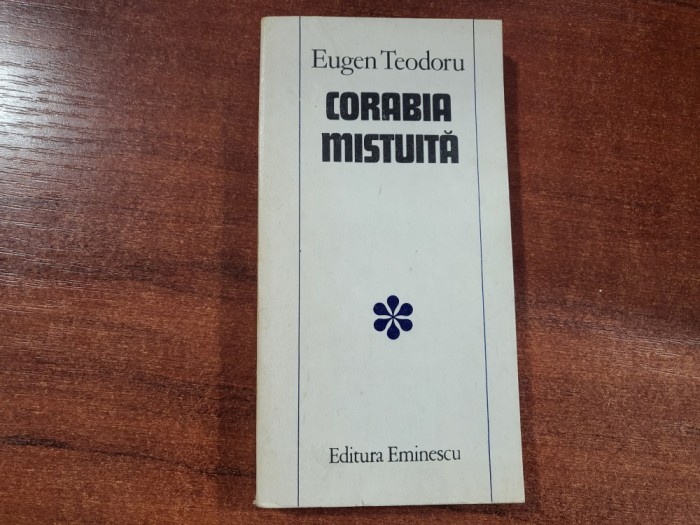 Eugen Teodoru
CORABIA
MISTUITĂ
Editura Eminescu